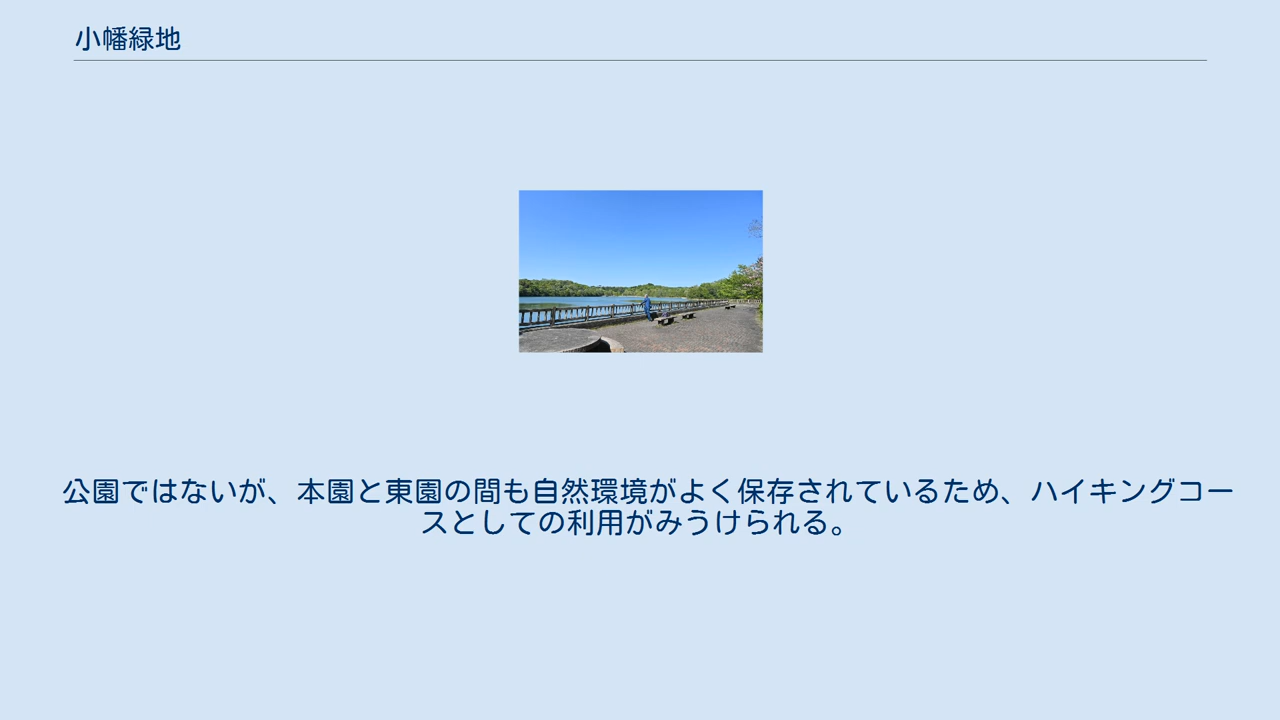 小幡緑地
公園ではないが、本園と東園の間も自然環境がよく保存されているため、ハイキングコー
スとしての利用がみうけられる。